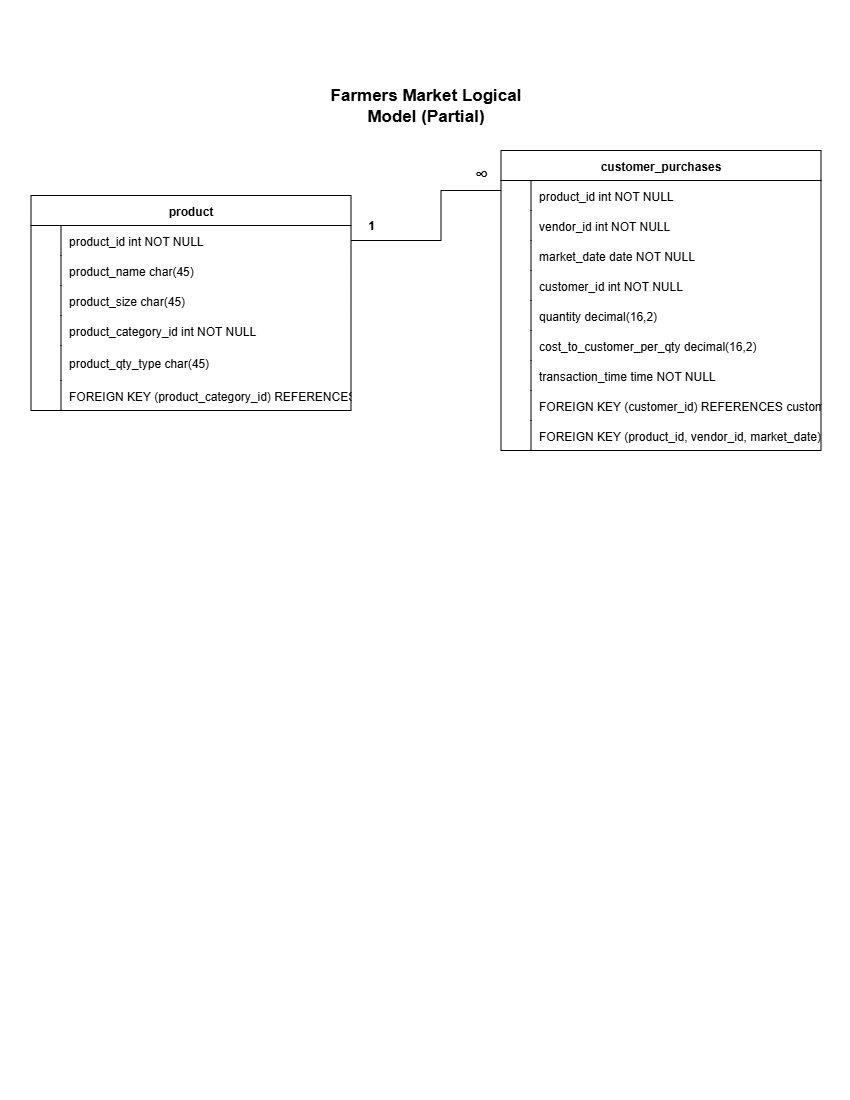 Farmers Market Logical
Model (Partial)
product
product_id int NOT NULL
product_name char(45)
product_size char(45)
product_category_id int NOT NULL
product_qty_type char(45)
FOREIGN KEY (product_category_id) REFERENCES
1
∞
customer_purchases
product_id int NOT NULL
vendor_id int NOT NULL
market_date date NOT NULL
customer_id int NOT NULL
quantity decimal(16,2)
cost_to_customer_per_qty decimal(16,2)
transaction_time time NOT NULL
FOREIGN KEY (customer_id) REFERENCES
FOREIGN KEY (product_id, vendor_id, market_date)